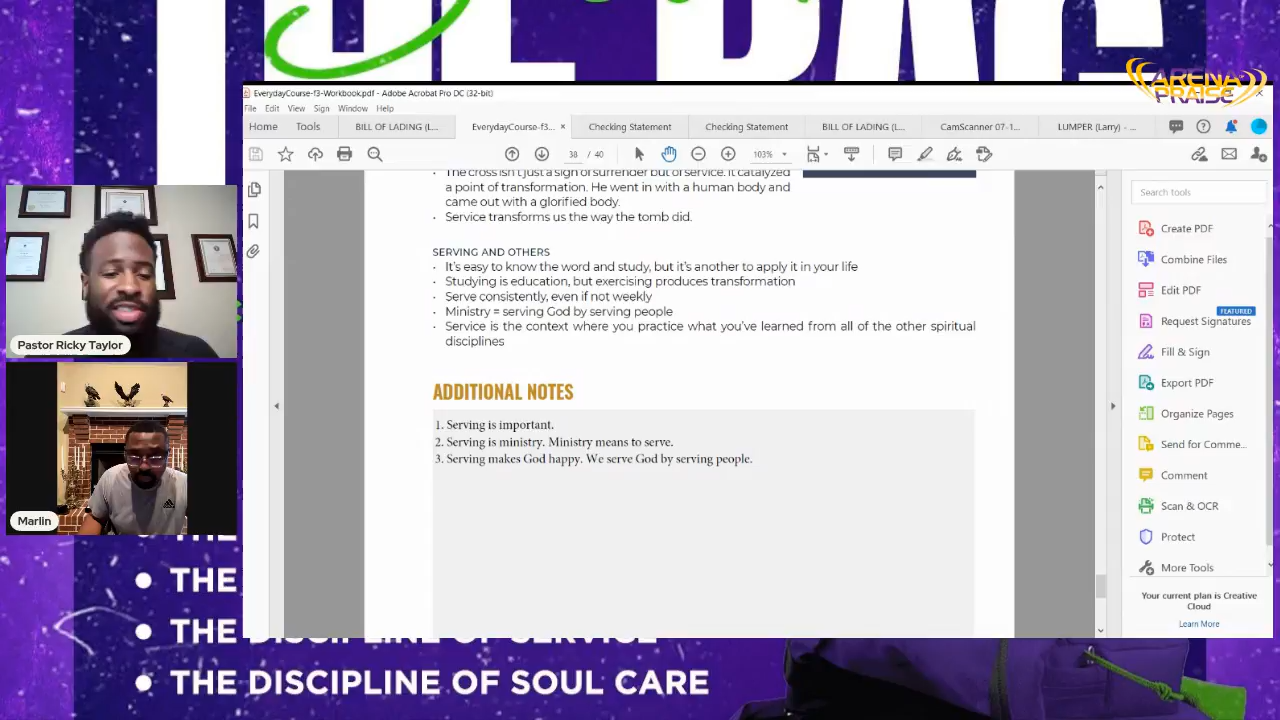 ARENA
PRAISE
EverydayCourse-f3-Workbook.pdf - Adobe Acrobat Pro DC (32-bit)
File Edit View Sign Window Help
Home Tools BILL OF LADING (L... EverydayCourse-f3... × Checking Statement Checking Statement BILL OF LADING (L... CamScanner 07-1... LUMPER (Larry) - ...
38 / 40 103%
The cross isn't just a sign of surrender but of service. It catalyzed
a point of transformation. He went in with a human body and
came out with a glorified body.
· Service transforms us the way the tomb did.
SERVING AND OTHERS
· It's easy to know the word and study, but it's another to apply it in your life
· Studying is education, but exercising produces transformation
· Serve consistently, even if not weekly
· Ministry = serving God by serving people
· Service is the context where you practice what you've learned from all of the other spiritual
disciplines
ADDITIONAL NOTES
1. Serving is important.
2. Serving is ministry. Ministry means to serve.
3. Serving makes God happy. We serve God by serving people.
Search tools
Create PDF
Combine Files
Edit PDF
FEATURED
Request Signatures
Fill & Sign
Export PDF
Organize Pages
Send for Comme...
Comment
Scan & OCR
Protect
More Tools
Your current plan is Creative
Cloud
Learn More
Pastor Ricky Taylor
Marlin
• THE
• THE DISCIPLINE OF SERVICE
• THE DISCIPLINE OF SOUL CARE